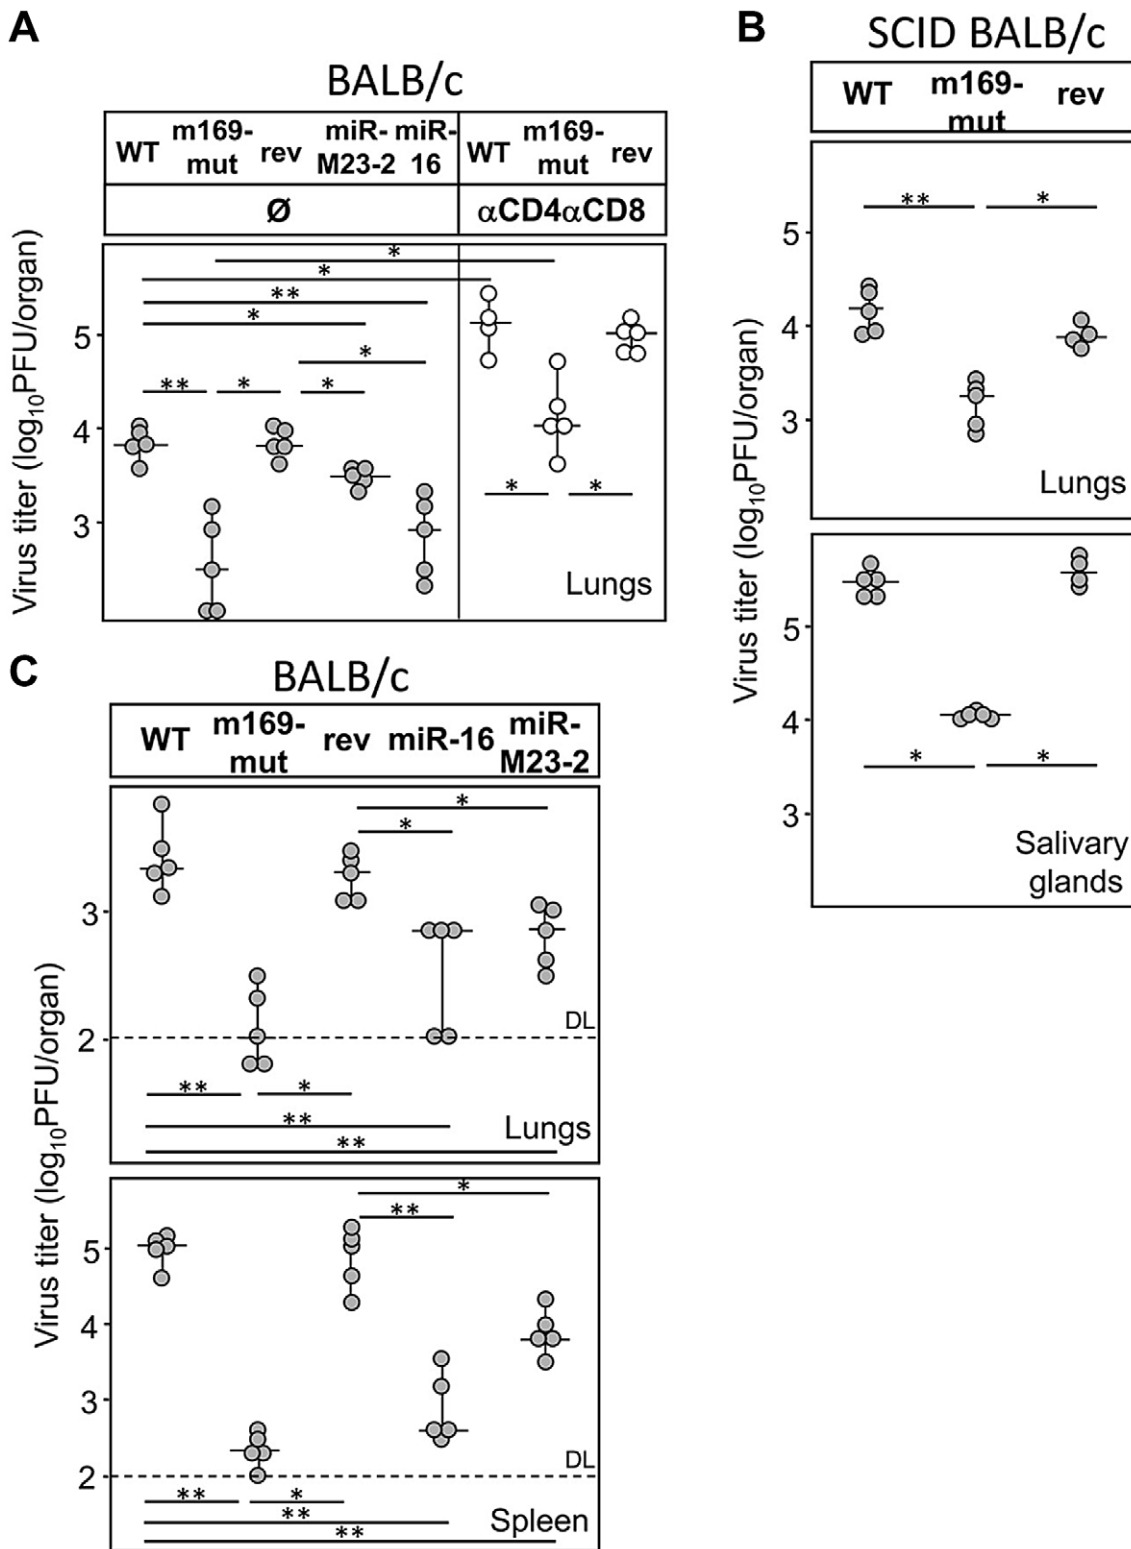 A
BALB/c
WT m169-mut rev miR-M23-2 miR-16 WT m169-mut rev
Ø αCD4αCD8
Virus titer (log10PFU/organ)
5
4
3
* * ** * * ** * * * *
Lungs
B
SCID BALB/c
WT m169-mut rev
Virus titer (log10PFU/organ)
5
4
3
** *
Lungs
5
4
3
* *
Salivary
glands
C
BALB/c
WT m169-mut rev miR-16 miR-M23-2
Virus titer (log10PFU/organ)
*
*
3
2
DL
** *
**
**
Lungs
*
**
5
4
3
2
DL
** *
**
**
Spleen